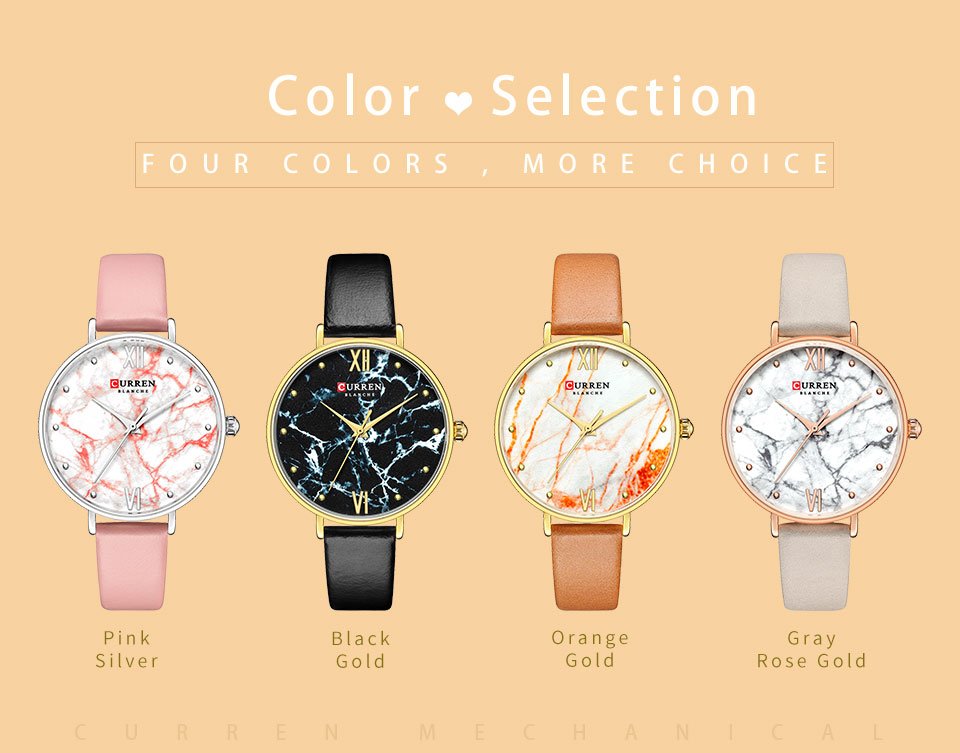 Color ❤ Selection
FOUR COLORS , MORE CHOICE
XII
CURREN
BLANCHE
VI
XII
CURREN
BLANCHE
VI
XII
CURREN
BLANCHE
VI
XII
CURREN
BLANCHE
VI
Pink
Silver
Black
Gold
Orange
Gold
Gray
Rose Gold
CURREN MECHANICAL